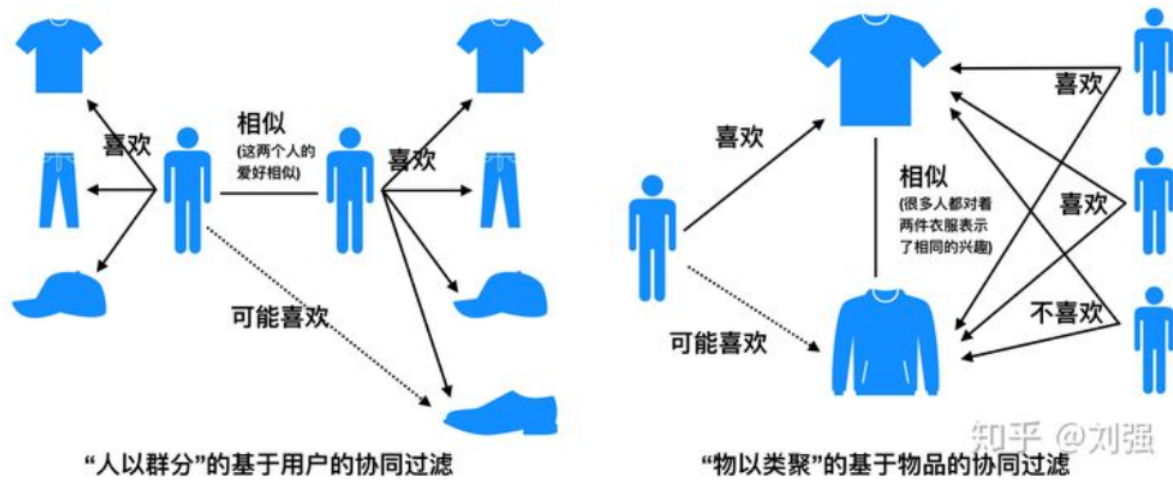 喜欢
相似
(这两个人的
爱好相似)
喜欢
可能喜欢
“人以群分”的基于用户的协同过滤
喜欢
相似
(很多人都对着
两件衣服表示
了相同的兴趣)
喜欢
喜欢
不喜欢
可能喜欢
知乎 @刘强
“物以类聚”的基于物品的协同过滤